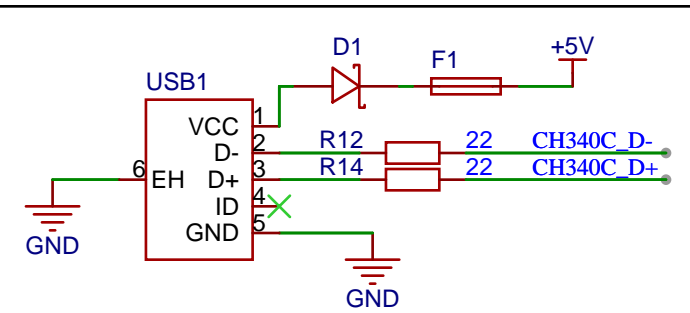 D1
F1
+5V
USB1
VCC 1
D- 2
R12 22 CH340C_D-
6 EH D+ 3
R14 22 CH340C_D+
ID 4
GND 5
GND
GND